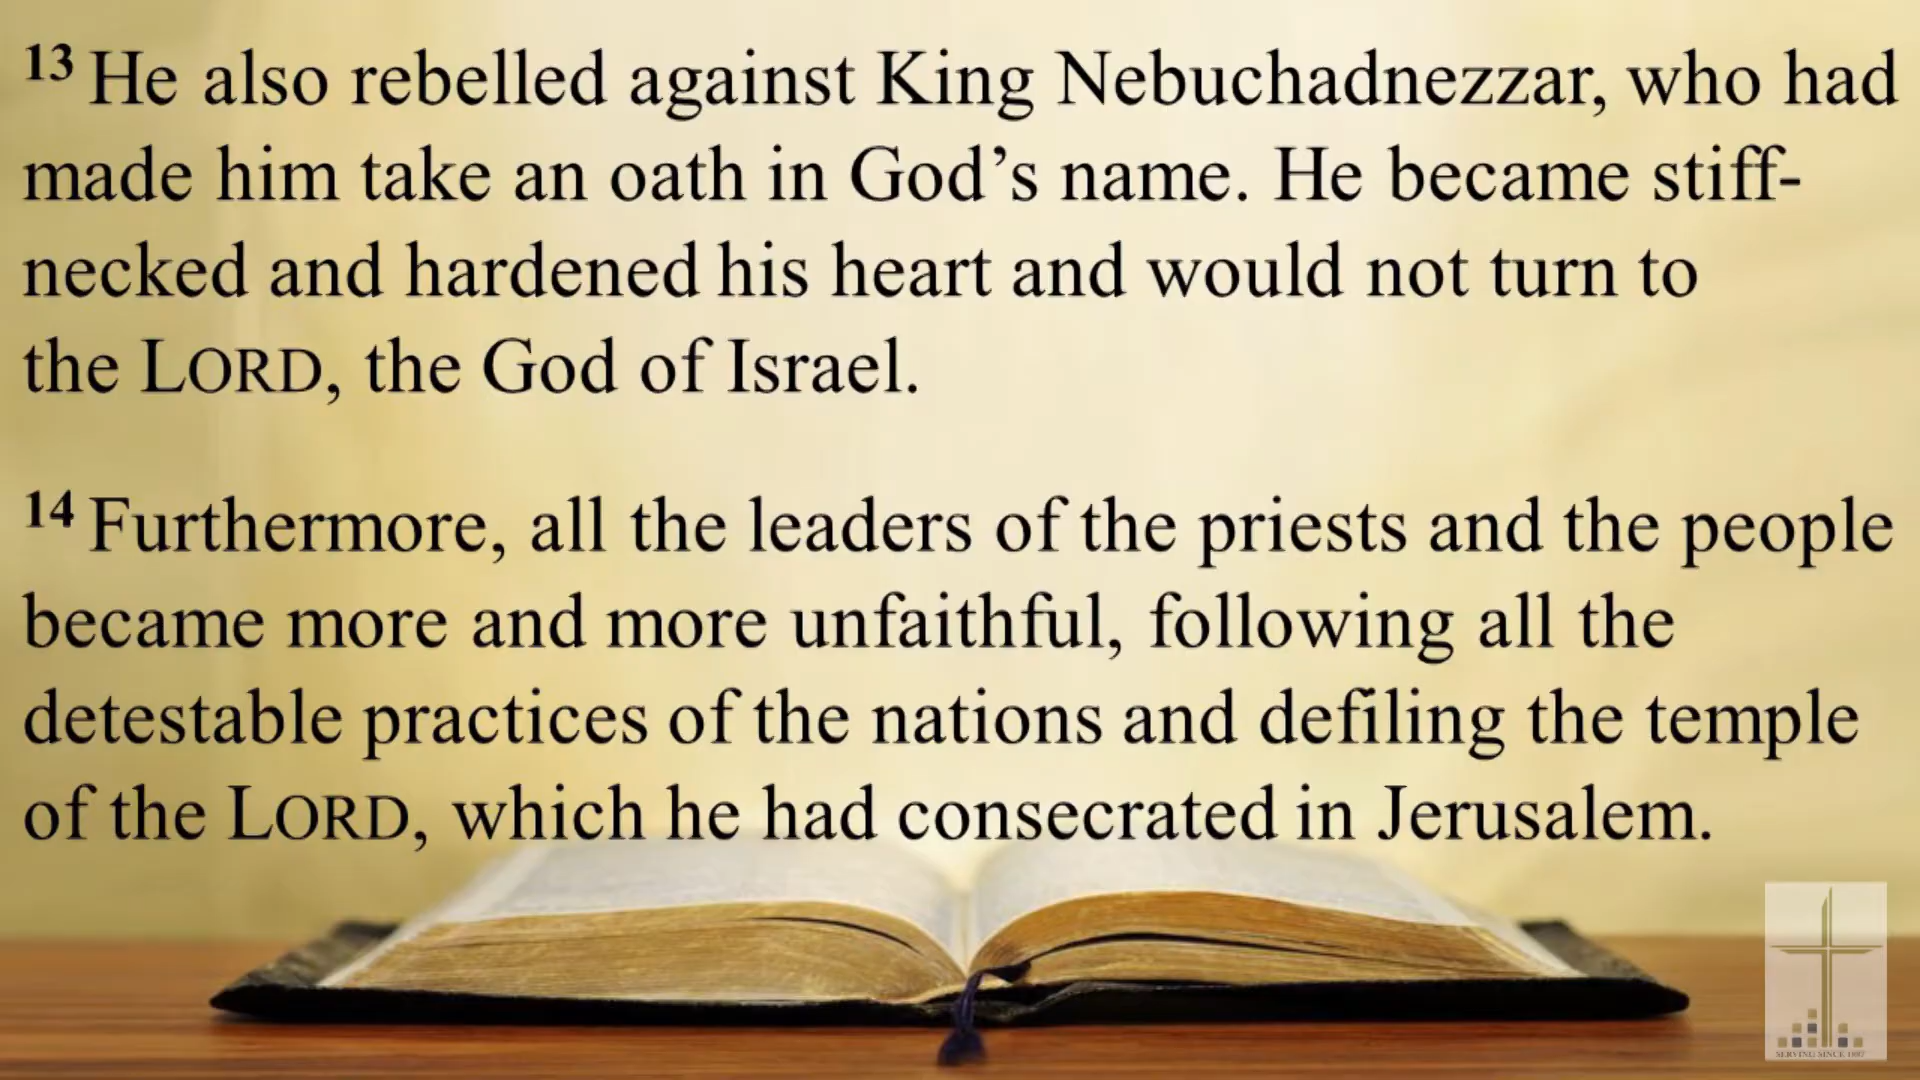 13 He also rebelled against King Nebuchadnezzar, who had
made him take an oath in God’s name. He became stiff-
necked and hardened his heart and would not turn to
the LORD, the God of Israel.
14 Furthermore, all the leaders of the priests and the people
became more and more unfaithful, following all the
detestable practices of the nations and defiling the temple
of the LORD, which he had consecrated in Jerusalem.
SERVING SINCE